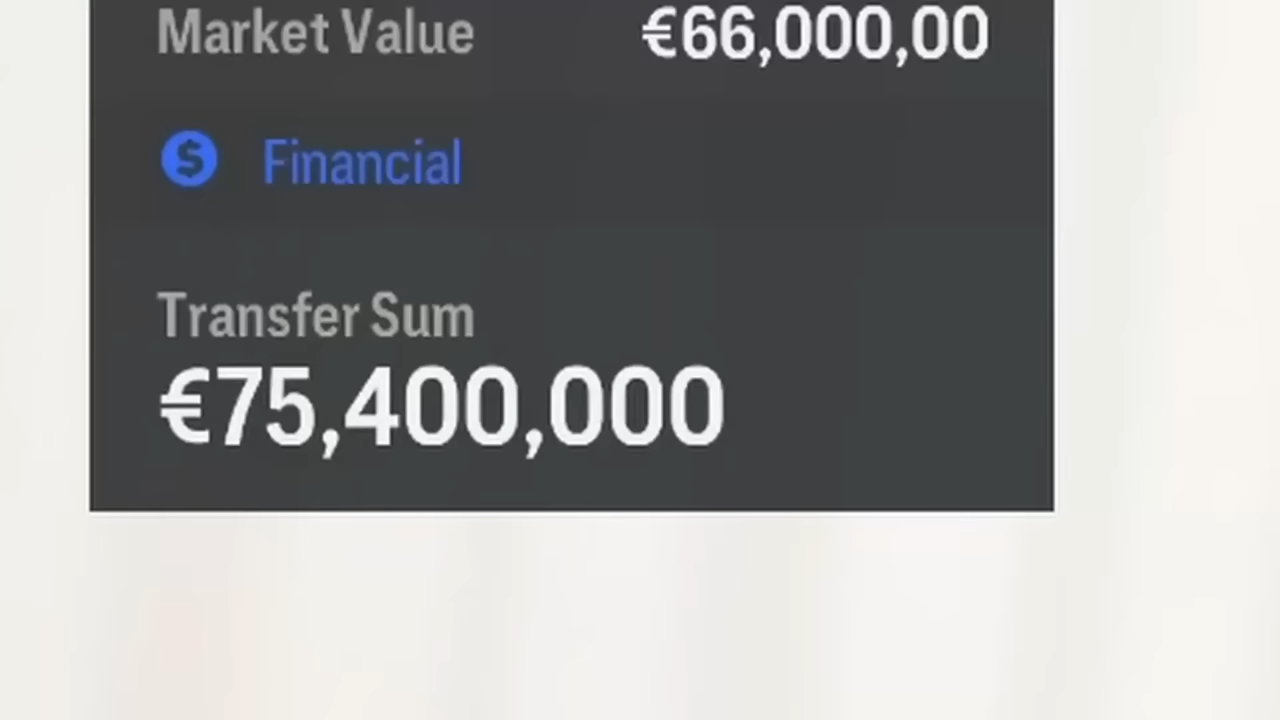 Market Value €66,000,00
Financial
Transfer Sum
€75,400,000